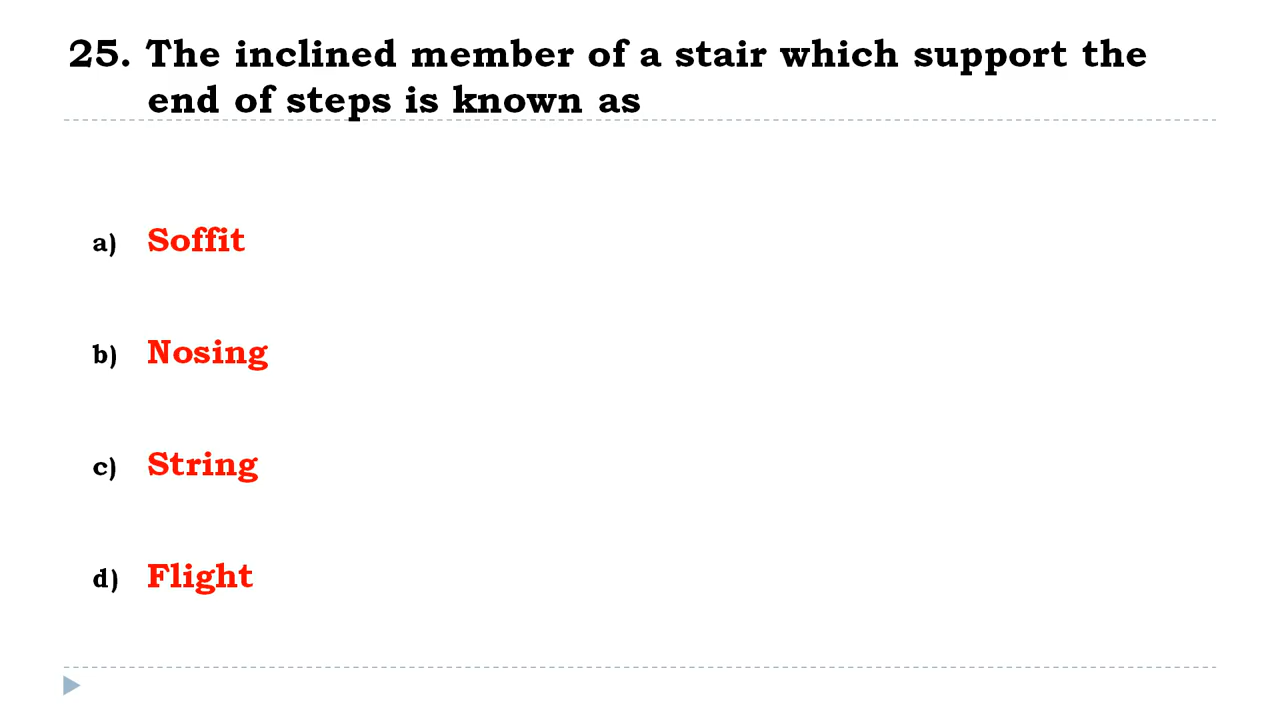 25. The inclined member of a stair which support the
end of steps is known as
a) Soffit
b) Nosing
c) String
d) Flight